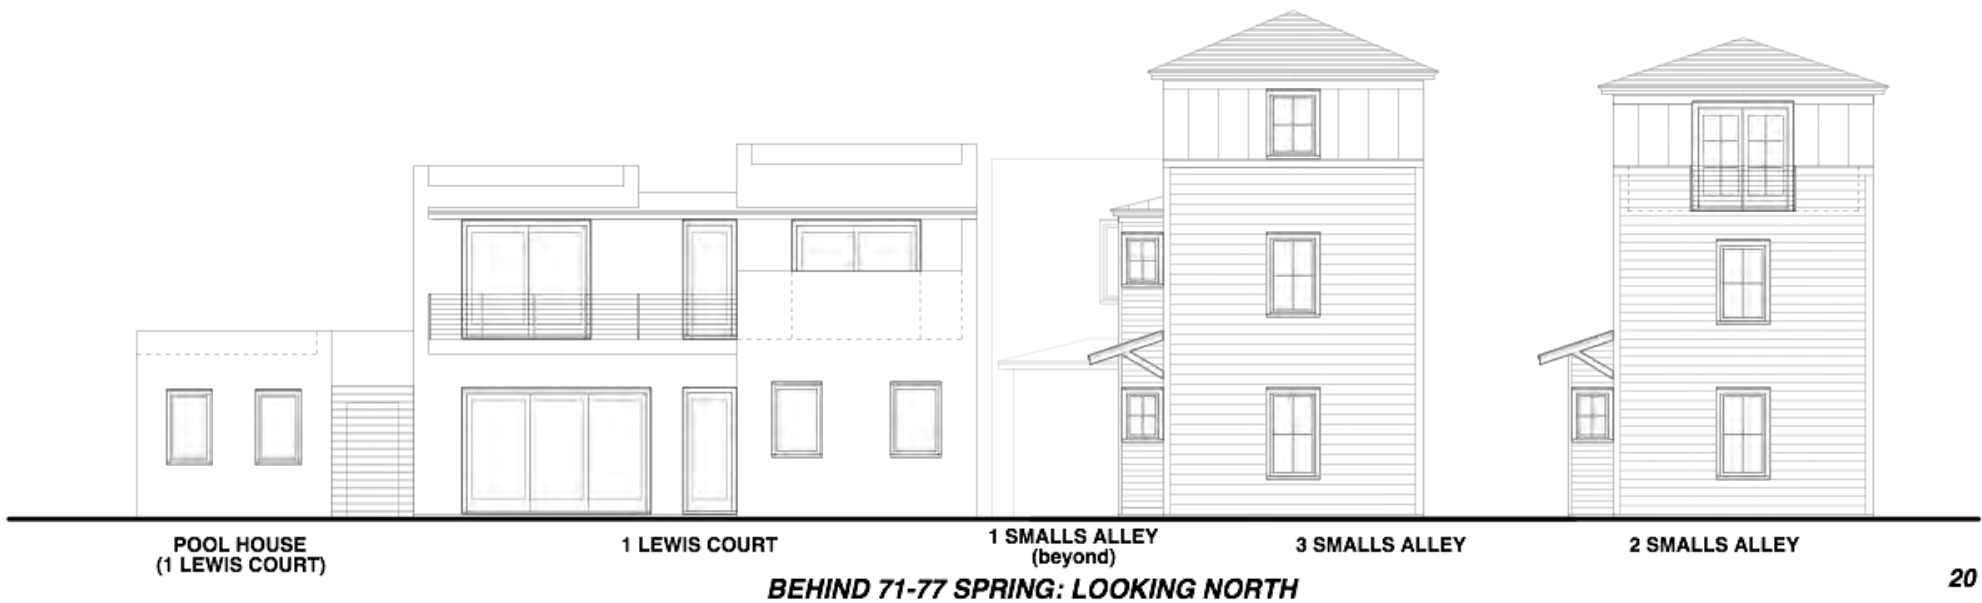 POOL HOUSE
(1 LEWIS COURT)
1 LEWIS COURT
1 SMALLS ALLEY
(beyond)
3 SMALLS ALLEY
2 SMALLS ALLEY
BEHIND 71-77 SPRING: LOOKING NORTH
20